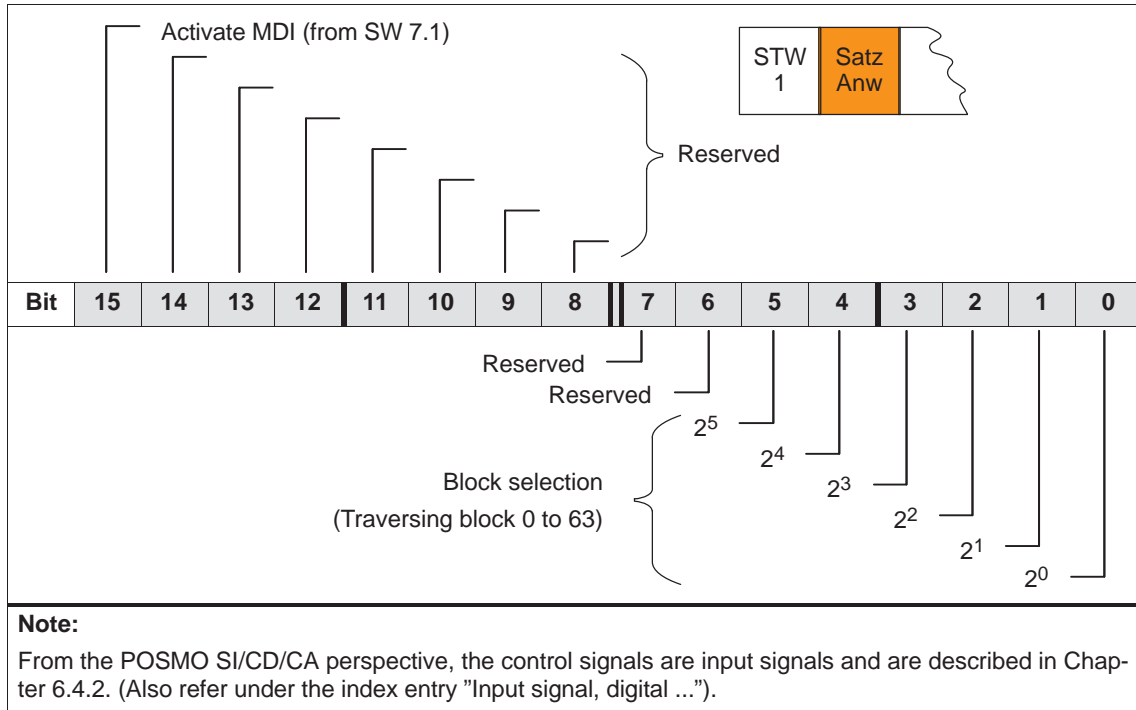 Activate MDI (from SW 7.1)
STW
1
Satz
Anw
Reserved
Bit 15 14 13 12 11 10 9 8 7 6 5 4 3 2 1 0
Reserved
Reserved
2⁵
2⁴
Block selection
2³
(Traversing block 0 to 63)
2²
2¹
2⁰
Note:
From the POSMO SI/CD/CA perspective, the control signals are input signals and are described in Chap-
ter 6.4.2. (Also refer under the index entry ”Input signal, digital ...”).